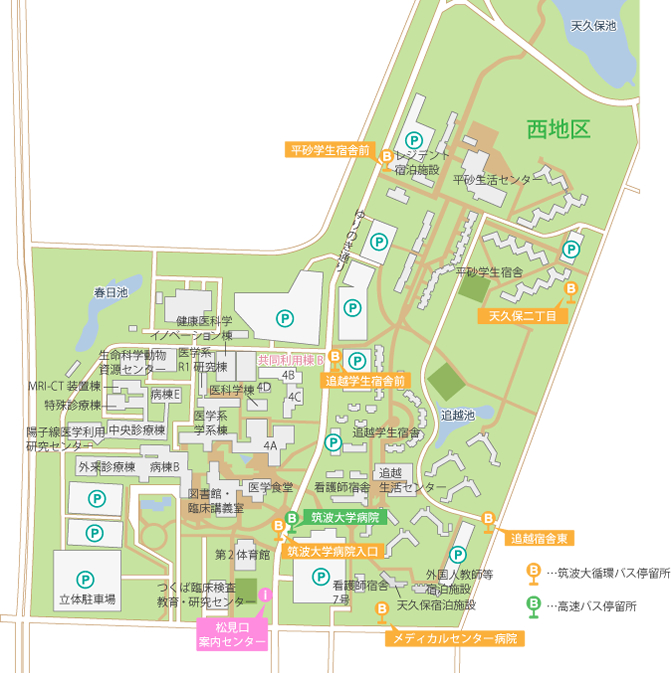 天久保池
西地区
平砂学生宿舎前
B
P
レジデント
宿泊施設
平砂生活センター
ゆりのき通り
P
平砂学生宿舎
P
B
天久保二丁目
春日池
P
P
健康医科学
イノベーション棟
生命科学動物
資源センター
医学系
R1 研究棟
共同利用棟 B
B
P
追越学生宿舎前
4B
4D
4C
医科学棟
MRI-CT 装置棟
特殊診療棟
病棟E
医学系
学系棟
追越池
陽子線医学利用
研究センター
中央診療棟
4A
P
追越学生宿舎
外来診療棟
病棟B
医学食堂
看護師宿舎
追越
生活センター
図書館・
臨床講義室
P
P
B
筑波大学病院
B
筑波大学病院入口
B
追越宿舎東
第2体育館
P
P
P
立体駐車場
つくば臨床検査
教育・研究センター
i
松見口
案内センター
看護師宿舎
7号
外国人教師等
宿泊施設
天久保宿泊施設
B
メディカルセンター病院
B …筑波大循環バス停留所
B …高速バス停留所